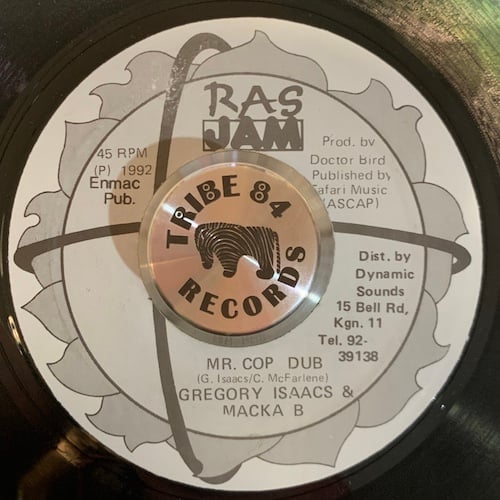 RAS
JAM
45 RPM
(P) 1992
Enmac
Pub.
Prod. by
Doctor Bird
Published by
Safari Music
(ASCAP)
TRIBE 84
RECORDS
Dist. by
Dynamic
Sounds
15 Bell Rd,
Kgn. 11
Tel. 92-
39138
MR. COP DUB
(G. Isaacs/C. McFarlene)
GREGORY ISAACS &
MACKA B